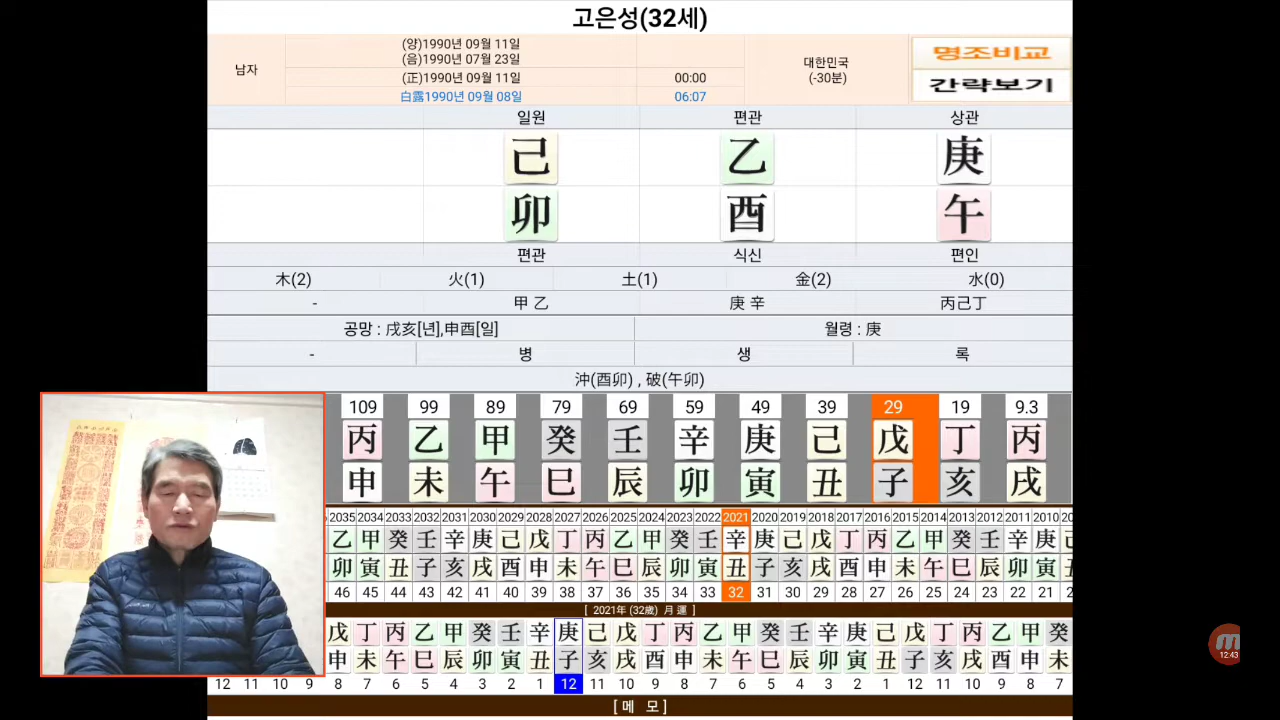 고은성(32세)
남자
(양)1990년 09월 11일
(음)1990년 07월 23일
(正)1990년 09월 11일 00:00
白露1990년 09월 08일 06:07
대한민국
(-30분)
명조비교
간략보기
일원 편관 상관
己 乙 庚
卯 酉 午
편관 식신 편인
木(2) 火(1) 土(1) 金(2) 水(0)
- 甲 乙 庚 辛 丙己丁
공망 : 戌亥[년],申酉[일] 월령 : 庚
- 병 생 록
沖(酉卯) , 破(午卯)
109 99 89 79 69 59 49 39 29 19 9.3
丙 乙 甲 癸 壬 辛 庚 己 戊 丁 丙
申 未 午 巳 辰 卯 寅 丑 子 亥 戌
2035 2034 2033 2032 2031 2030 2029 2028 2027 2026 2025 2024 2023 2022 2021 2020 2019 2018 2017 2016 2015 2014 2013 2012 2011 2010 20
乙 甲 癸 壬 辛 庚 己 戊 丁 丙 乙 甲 癸 壬 辛 庚 己 戊 丁 丙 乙 甲 癸 壬 辛 庚 己
卯 寅 丑 子 亥 戌 酉 申 未 午 巳 辰 卯 寅 丑 子 亥 戌 酉 申 未 午 巳 辰 卯 寅 丑
46 45 44 43 42 41 40 39 38 37 36 35 34 33 32 31 30 29 28 27 26 25 24 23 22 21 2
[ 2021年 (32歲) 月 運 ]
戊 丁 丙 乙 甲 癸 壬 辛 庚 己 戊 丁 丙 乙 甲 癸 壬 辛 庚 己 戊 丁 丙 乙 甲 癸
申 未 午 巳 辰 卯 寅 丑 子 亥 戌 酉 申 未 午 巳 辰 卯 寅 丑 子 亥 戌 酉 申 未
12 11 10 9 8 7 6 5 4 3 2 1 12 11 10 9 8 7 6 5 4 3 2 1 12 11 10 9 8 7
[ 메 모 ]
12:43